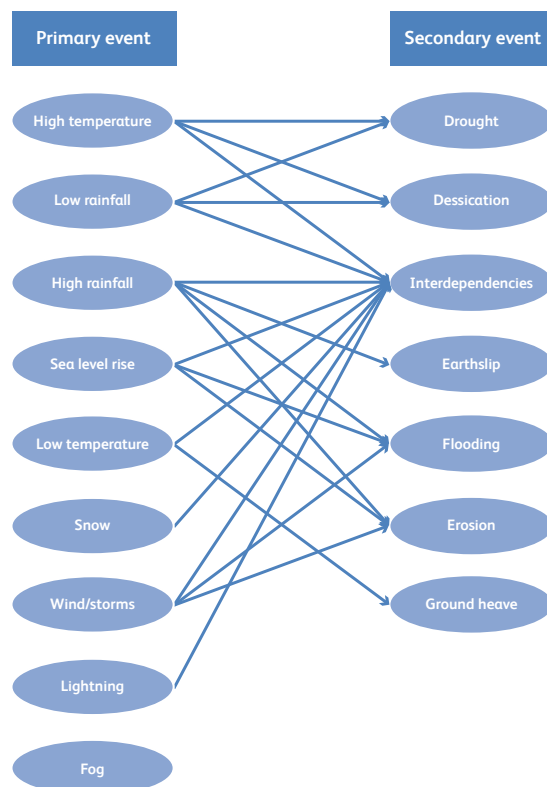 Primary event
Secondary event
High temperature
Drought
Low rainfall
Dessication
High rainfall
Interdependencies
Sea level rise
Earthslip
Low temperature
Flooding
Snow
Erosion
Wind/storms
Ground heave
Lightning
Fog